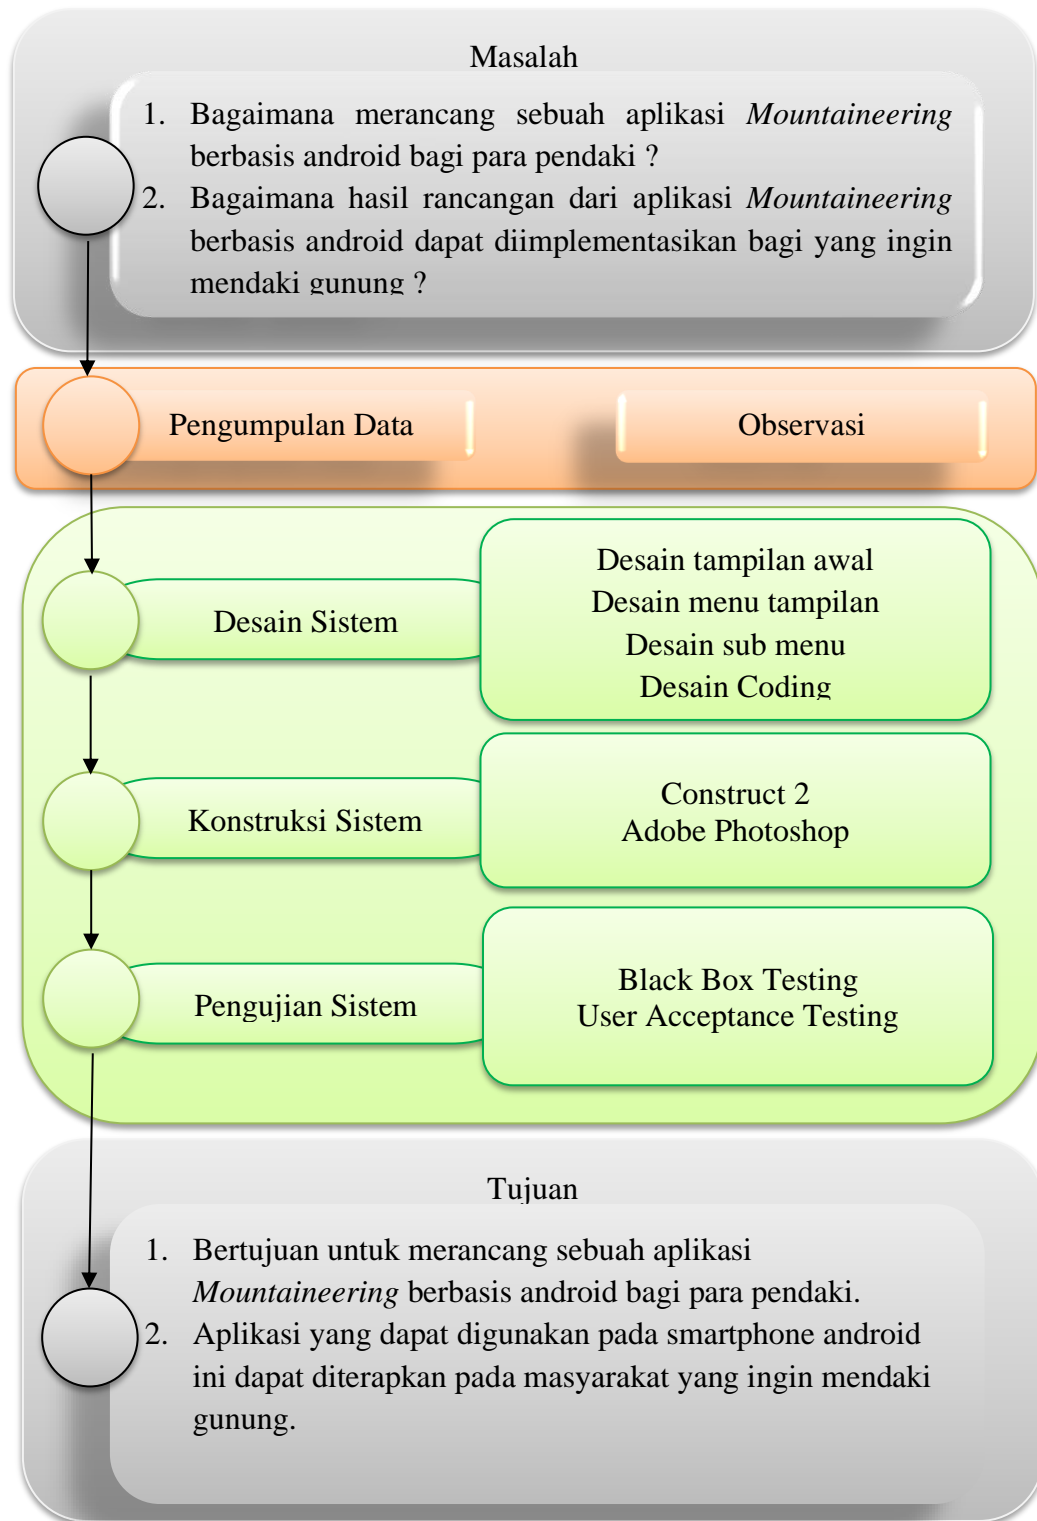 Masalah
1. Bagaimana merancang sebuah aplikasi Mountaineering
berbasis android bagi para pendaki ?
2. Bagaimana hasil rancangan dari aplikasi Mountaineering
berbasis android dapat diimplementasikan bagi yang ingin
mendaki gunung ?
Pengumpulan Data
Observasi
Desain Sistem
Desain tampilan awal
Desain menu tampilan
Desain sub menu
Desain Coding
Konstruksi Sistem
Construct 2
Adobe Photoshop
Pengujian Sistem
Black Box Testing
User Acceptance Testing
Tujuan
1. Bertujuan untuk merancang sebuah aplikasi
Mountaineering berbasis android bagi para pendaki.
2. Aplikasi yang dapat digunakan pada smartphone android
ini dapat diterapkan pada masyarakat yang ingin mendaki
gunung.